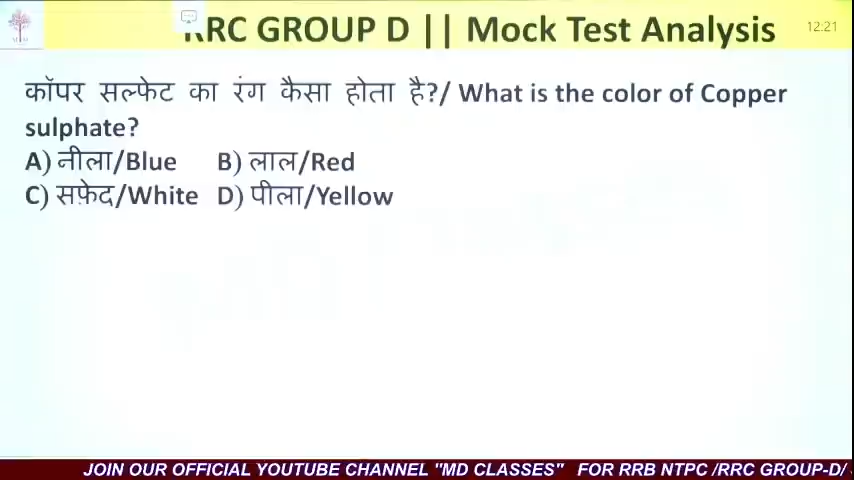 RRC GROUP D || Mock Test Analysis
12:21
कॉपर सल्फेट का रंग कैसा होता है?/ What is the color of Copper
sulphate?
A) नीला/Blue B) लाल/Red
C) सफ़ेद/White D) पीला/Yellow
JOIN OUR OFFICIAL YOUTUBE CHANNEL "MD CLASSES" FOR RRB NTPC /RRC GROUP-D/